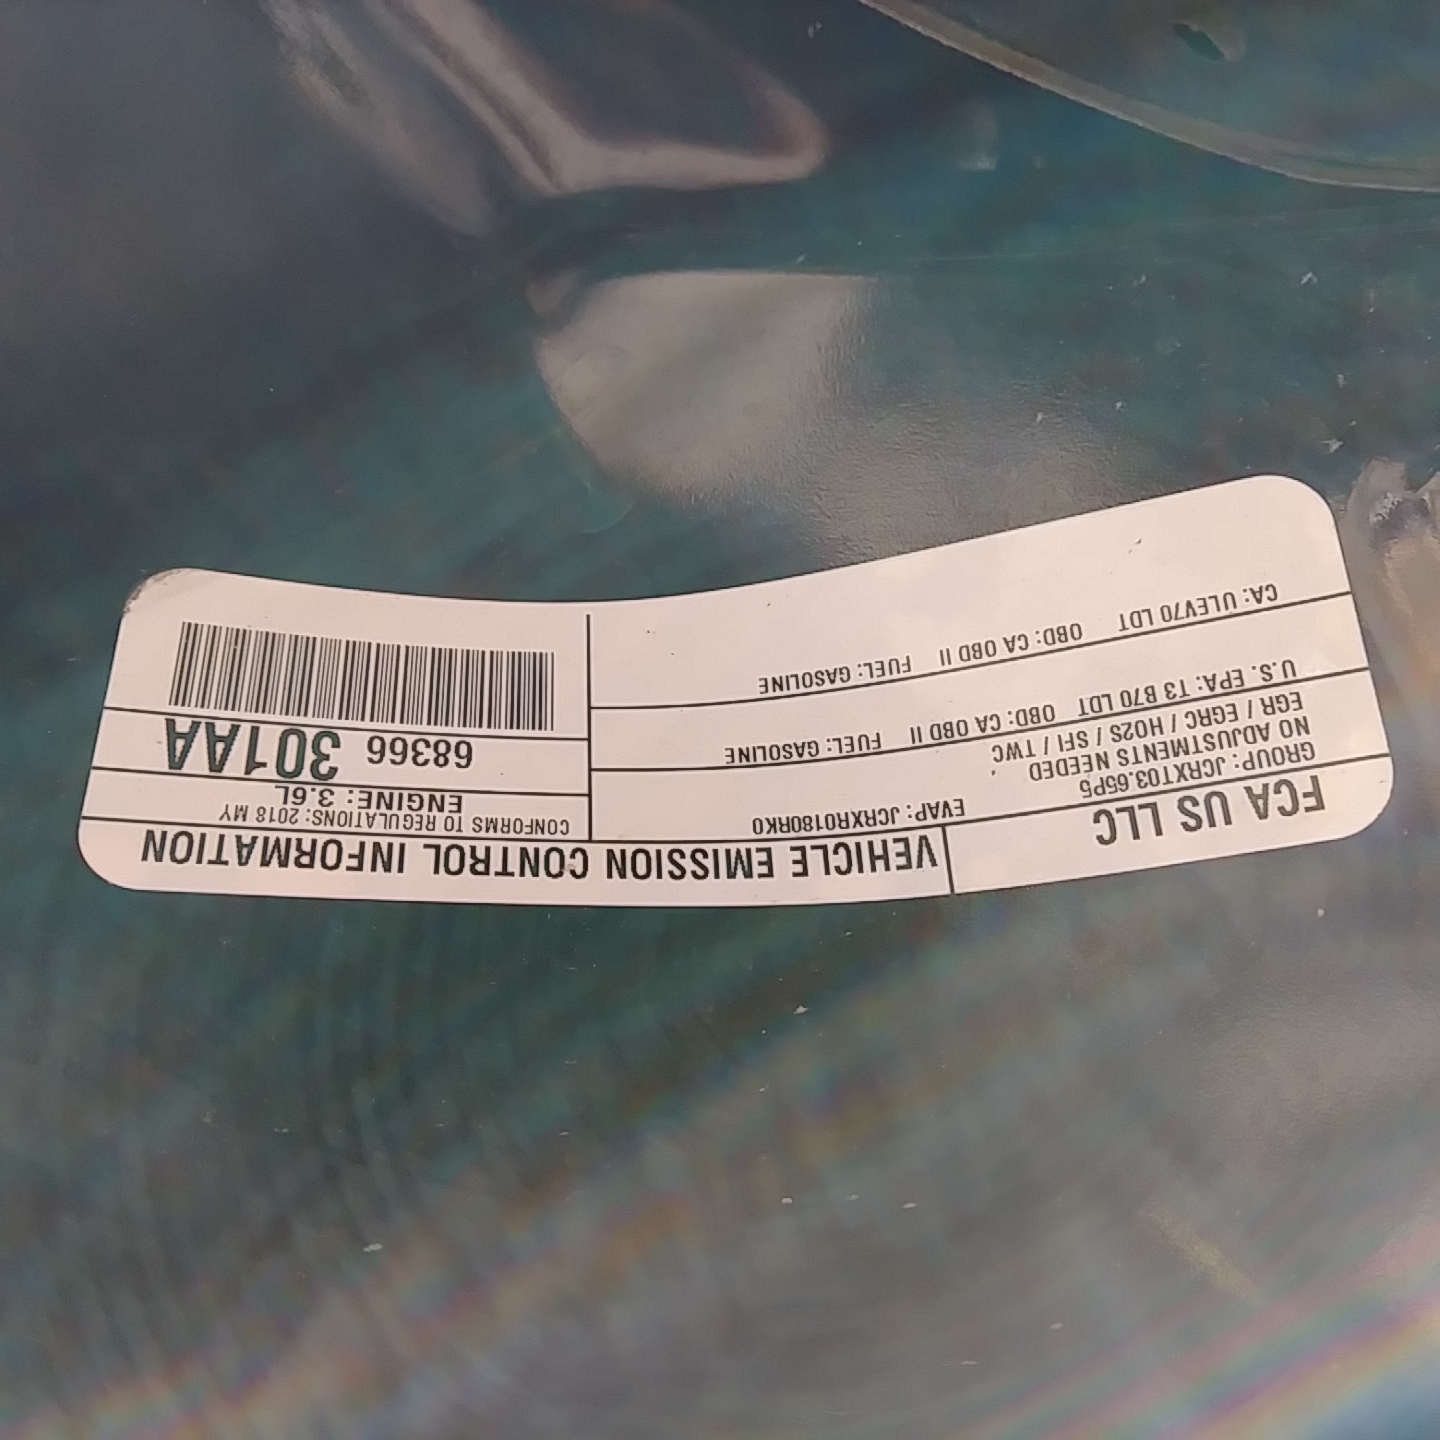 FCA US LLC
VEHICLE EMISSION CONTROL INFORMATION
GROUP: JCRXT03.65P5
EVAP: JCRXR0180RK0
NO ADJUSTMENTS NEEDED
EGR / EGRC / HO2S / SFI / TWC
U.S. EPA: T3 B70 LDT OBD: CA OBD II FUEL: GASOLINE
CA: ULEV70 LDT OBD: CA OBD II FUEL: GASOLINE
CONFORMS TO REGULATIONS: 2018 MY
ENGINE: 3.6L
68366 301AA